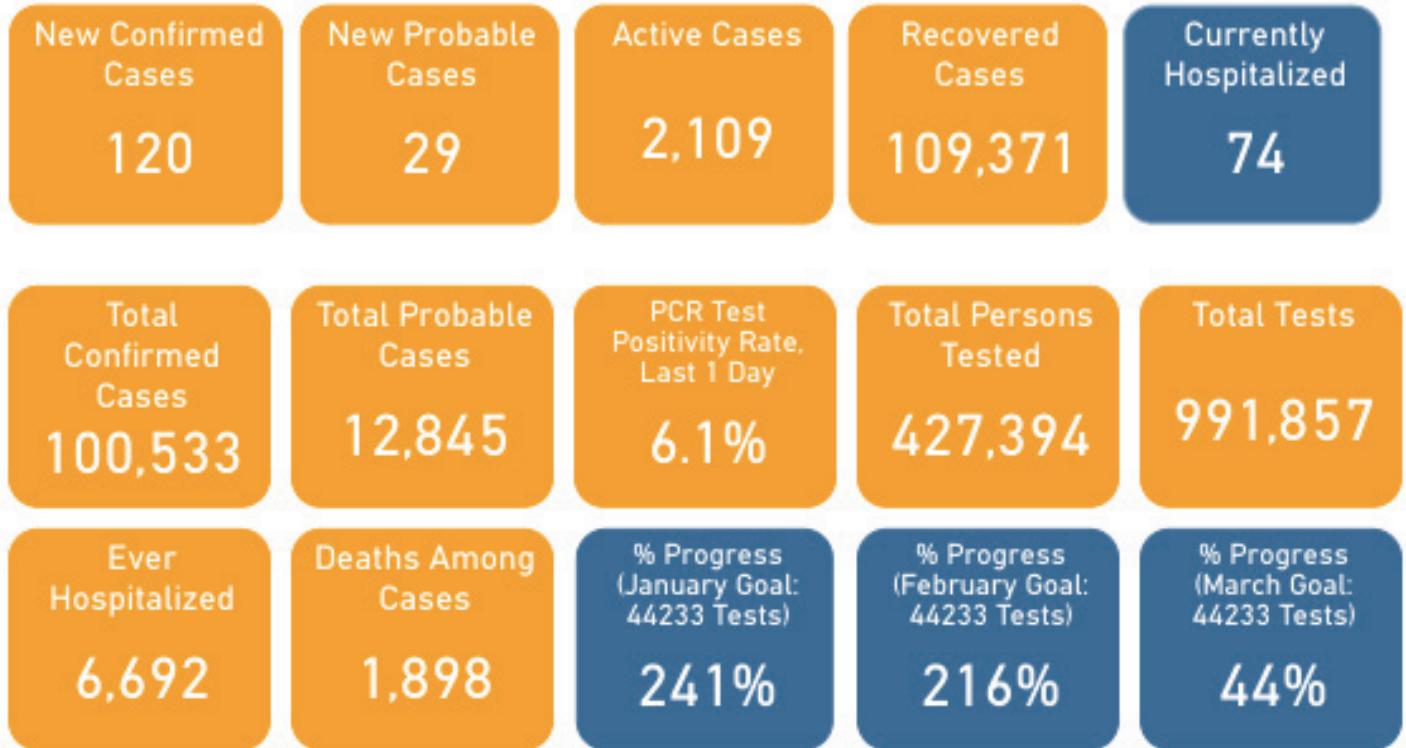 New Confirmed
Cases
120
New Probable
Cases
29
Active Cases
2,109
Recovered
Cases
109,371
Currently
Hospitalized
74
Total
Confirmed
Cases
100,533
Total Probable
Cases
12,845
PCR Test
Positivity Rate,
Last 1 Day
6.1%
Total Persons
Tested
427,394
Total Tests
991,857
Ever
Hospitalized
6,692
Deaths Among
Cases
1,898
% Progress
(January Goal:
44233 Tests)
241%
% Progress
(February Goal:
44233 Tests)
216%
% Progress
(March Goal:
44233 Tests)
44%